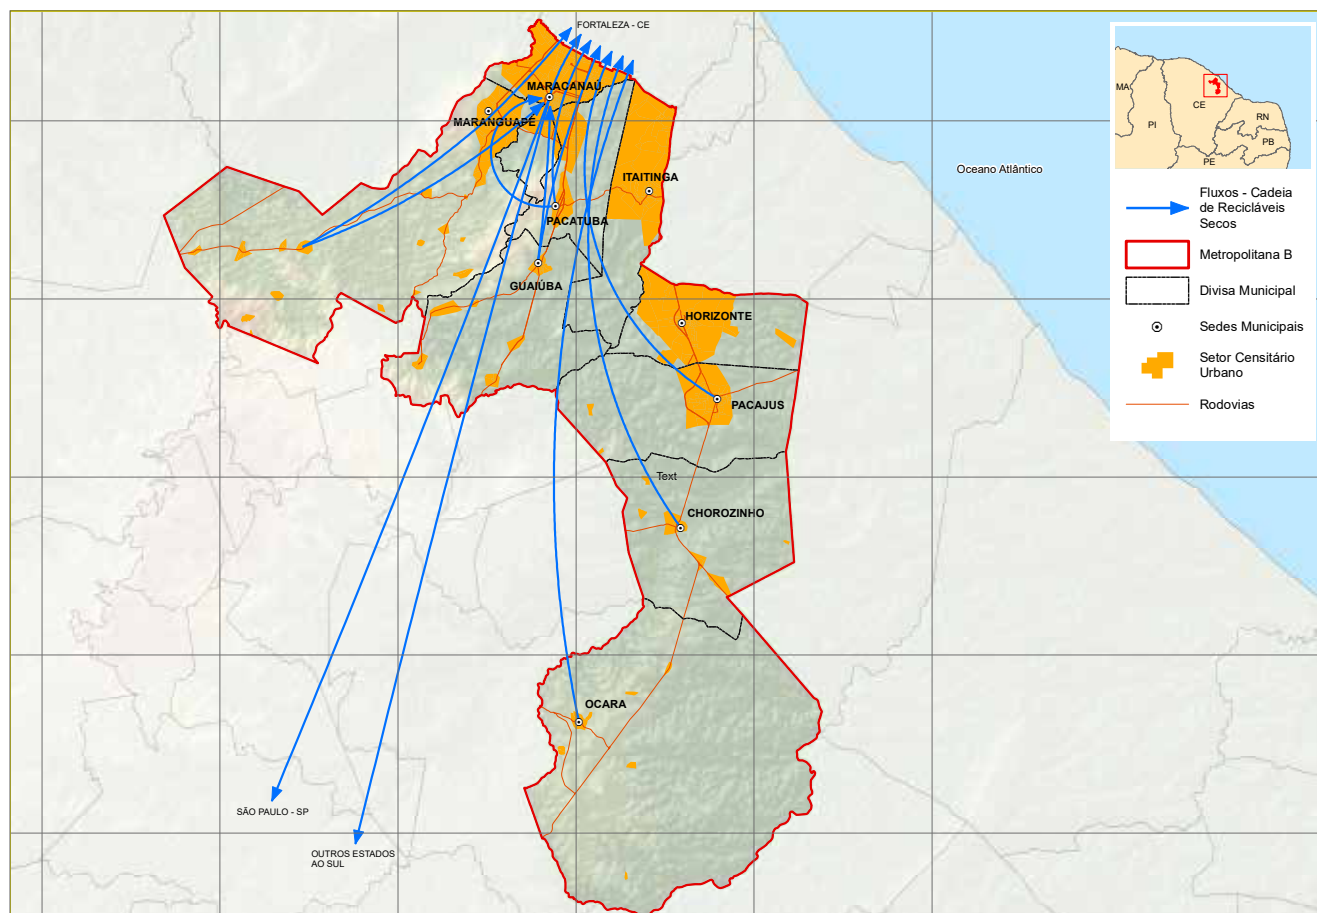 FORTALEZA - CE
MARACANAÚ
MARANGUAPE
ITAITINGA
PACATUBA
GUAIÚBA
HORIZONTE
PACAJUS
Text
CHOROZINHO
OCARA
SÃO PAULO - SP
OUTROS ESTADOS
AO SUL
Oceano Atlântico
MA
CE
PI
RN
PB
PE
Fluxos - Cadeia
de Recicláveis
Secos
Metropolitana B
Divisa Municipal
Sedes Municipais
Setor Censitário
Urbano
Rodovias